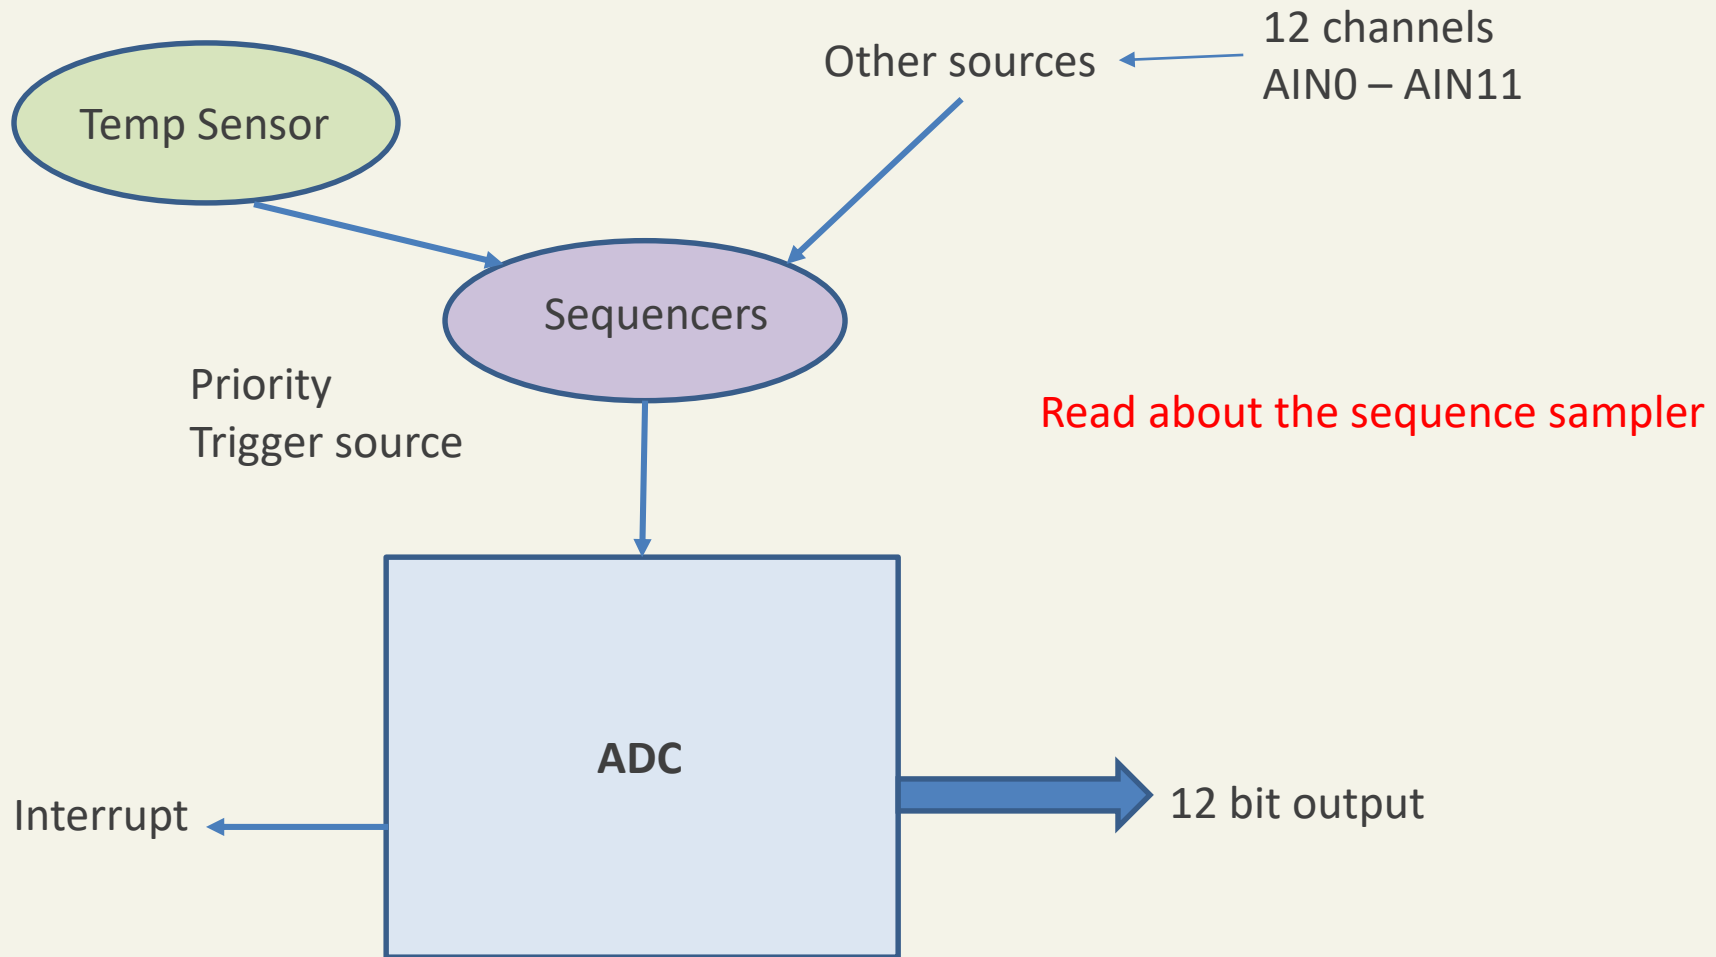 Temp Sensor
Other sources
12 channels
AIN0 – AIN11
Sequencers
Priority
Trigger source
Read about the sequence sampler
ADC
Interrupt
12 bit output